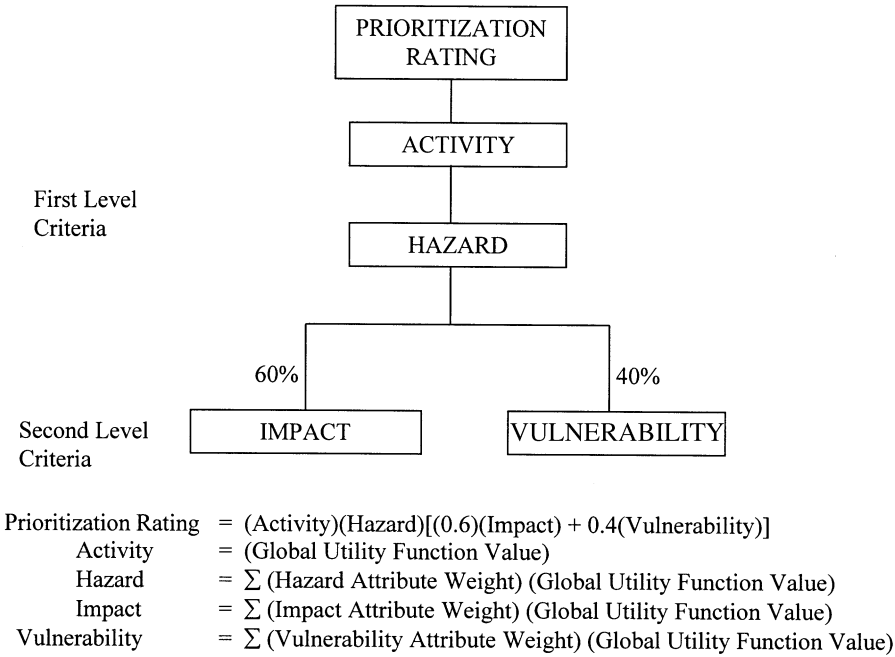 PRIORITIZATION
RATING
ACTIVITY
First Level
Criteria
HAZARD
60%
40%
Second Level
Criteria
IMPACT
VULNERABILITY
Prioritization Rating = (Activity)(Hazard)[(0.6)(Impact) + 0.4(Vulnerability)]
Activity = (Global Utility Function Value)
Hazard = ∑ (Hazard Attribute Weight) (Global Utility Function Value)
Impact = ∑ (Impact Attribute Weight) (Global Utility Function Value)
Vulnerability = ∑ (Vulnerability Attribute Weight) (Global Utility Function Value)